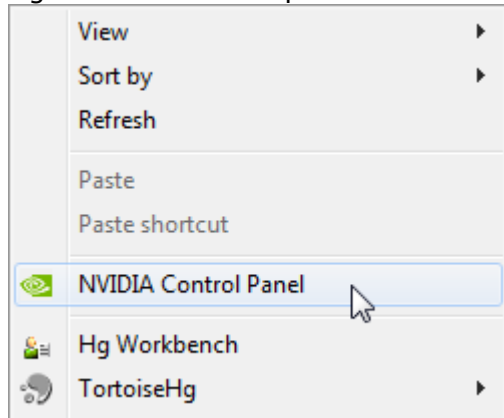 View
Sort by
Refresh
Paste
Paste shortcut
NVIDIA Control Panel
Hg Workbench
TortoiseHg